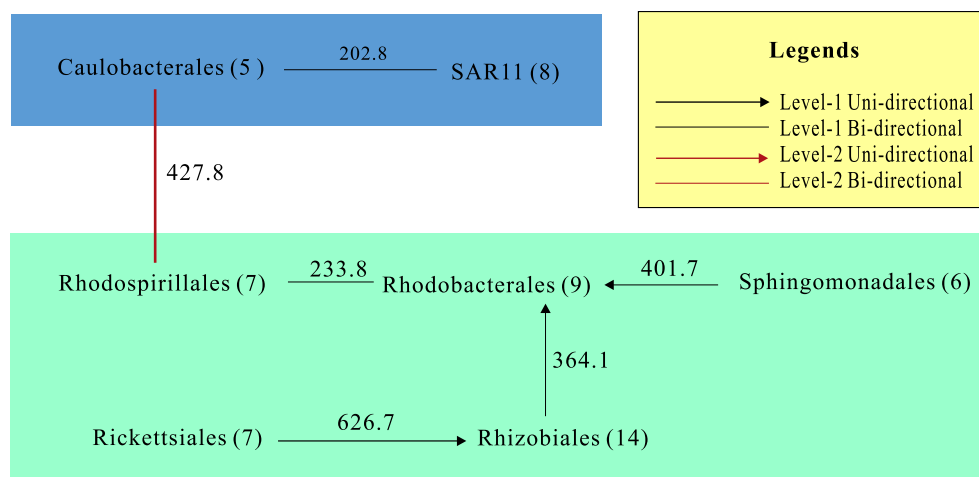 Caulobacterales (5 )
202.8
SAR11 (8)
427.8
Legends
Level-1 Uni-directional
Level-1 Bi-directional
Level-2 Uni-directional
Level-2 Bi-directional
Rhodospirillales (7)
233.8
Rhodobacterales (9)
401.7
Sphingomonadales (6)
364.1
Rickettsiales (7)
626.7
Rhizobiales (14)